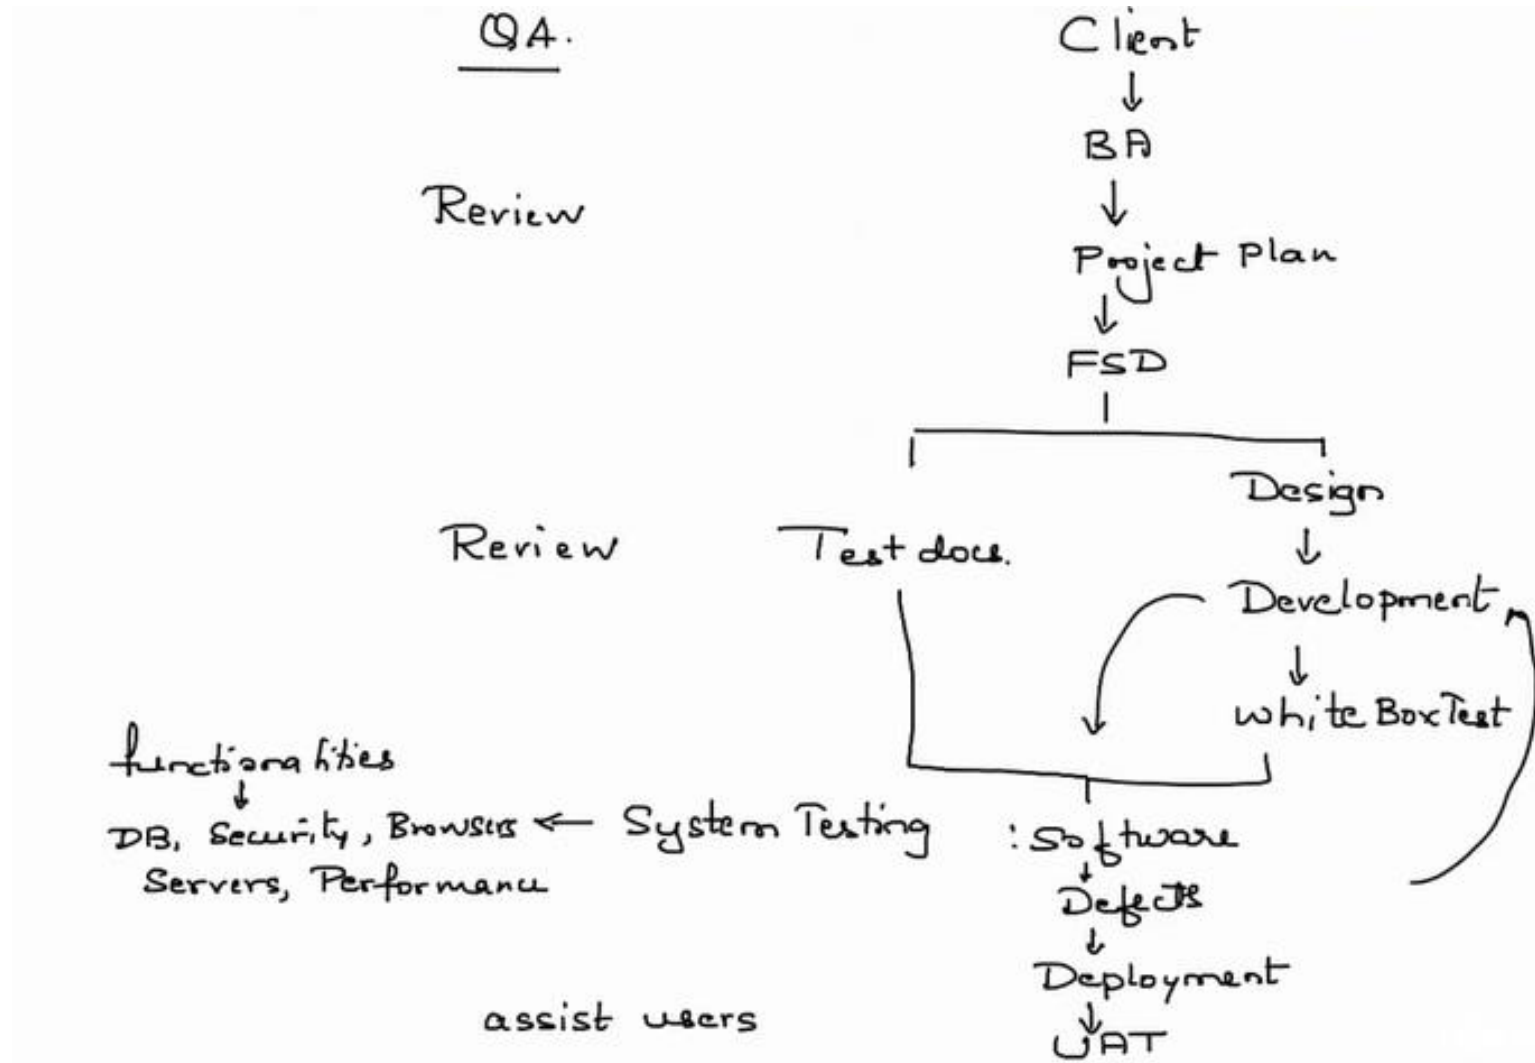 QA.
Client
BA
Review
Project Plan
FSD
Design
Review
Test docs.
Development
White Box Test
functionalities
DB, Security, Browsers ← System Testing : Software
Servers, Performance
Defects
Deployment
assist users
UAT